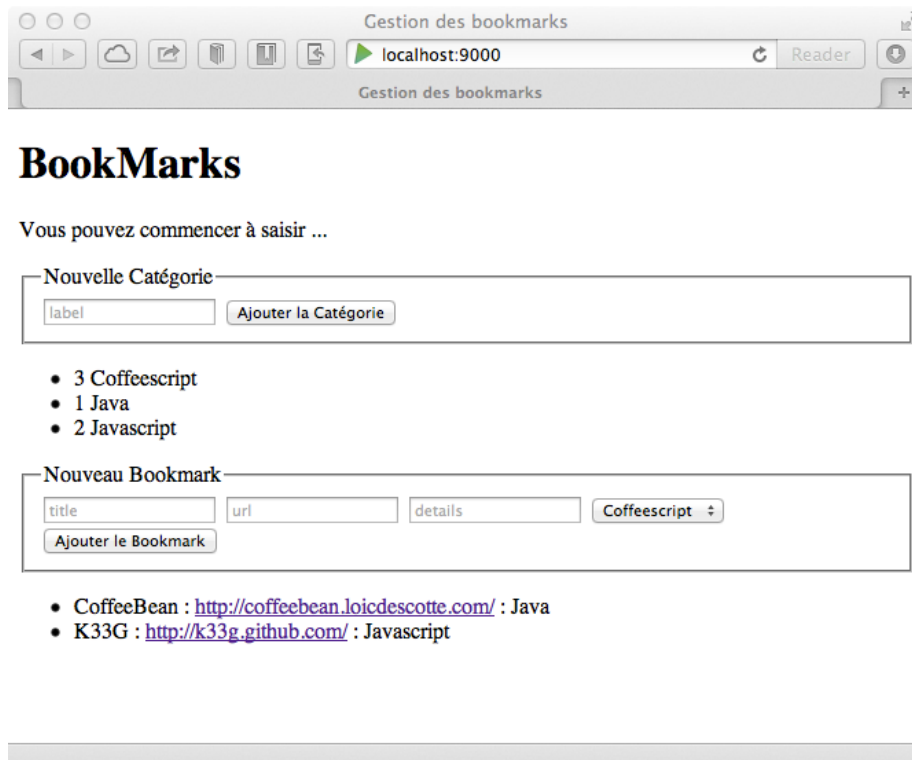 Gestion des bookmarks
localhost:9000 Reader
Gestion des bookmarks +
BookMarks
Vous pouvez commencer à saisir ...
Nouvelle Catégorie
label Ajouter la Catégorie
• 3 Coffeescript
• 1 Java
• 2 Javascript
Nouveau Bookmark
title url details Coffeescript
Ajouter le Bookmark
• CoffeeBean : http://coffeebean.loicdescotte.com/ : Java
• K33G : http://k33g.github.com/ : Javascript